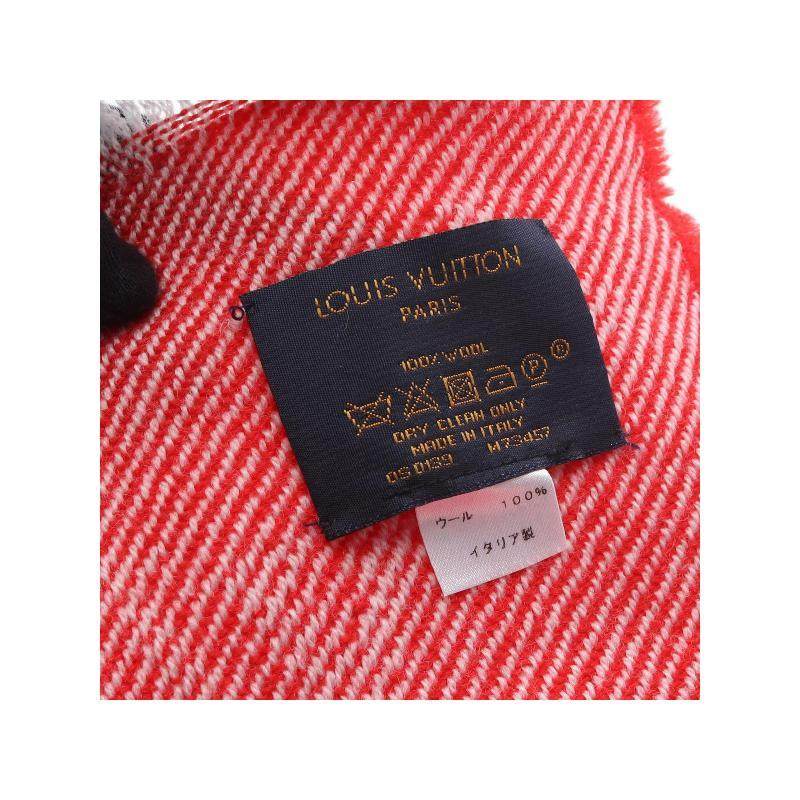 LOUIS VUITTON
PARIS
100% WOOL
P ®
DRY CLEAN ONLY
MADE IN ITALY
OS 0139 M73457
ウール 100%
イタリア製